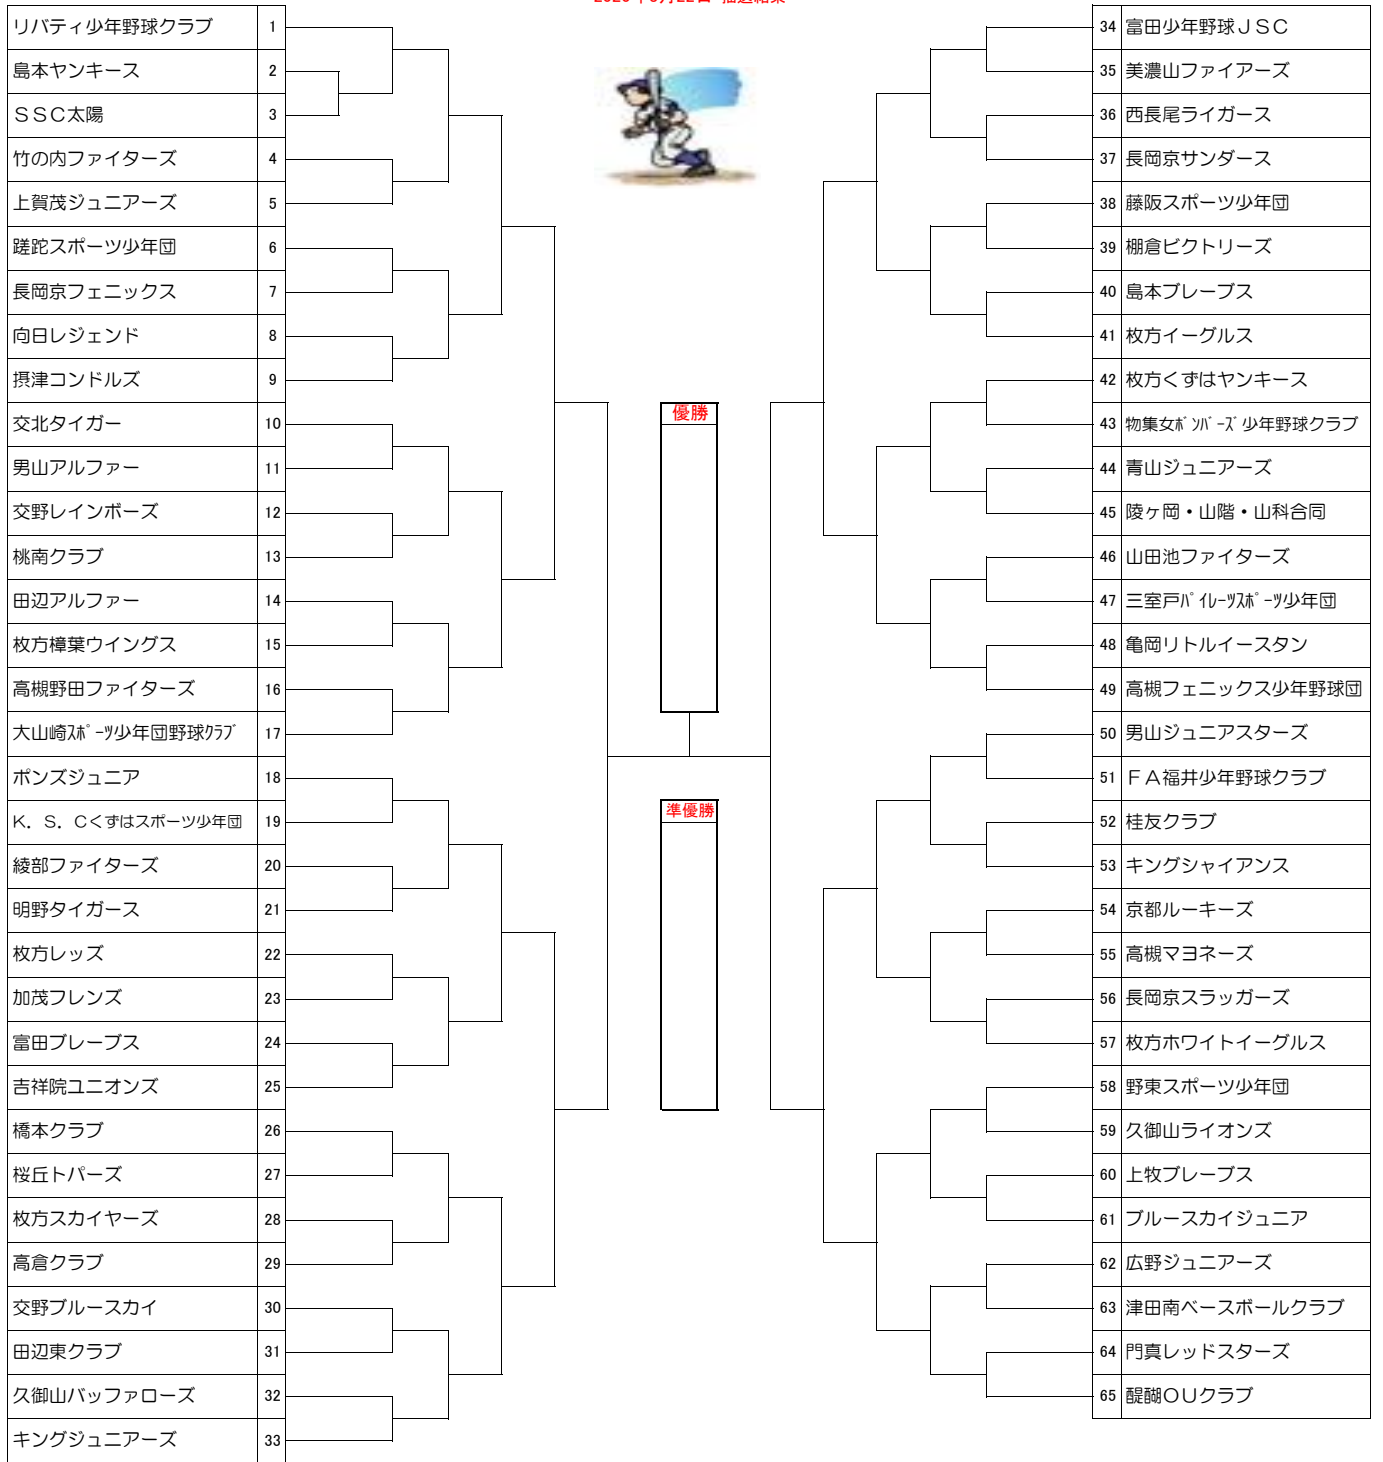 リバティ少年野球クラブ 1
島本ヤンキース 2
ＳＳＣ太陽 3
竹の内ファイターズ 4
上賀茂ジュニアーズ 5
蹉跎スポーツ少年団 6
長岡京フェニックス 7
向日レジェンド 8
摂津コンドルズ 9
交北タイガー 10
男山アルファー 11
交野レインボーズ 12
桃南クラブ 13
田辺アルファー 14
枚方樟葉ウイングス 15
高槻野田ファイターズ 16
大山崎ｽﾎﾟｰﾂ少年団野球ｸﾗﾌﾞ 17
ポンズジュニア 18
Ｋ．Ｓ．Ｃくずはスポーツ少年団 19
綾部ファイターズ 20
明野タイガース 21
枚方レッズ 22
加茂フレンズ 23
富田ブレーブス 24
吉祥院ユニオンズ 25
橋本クラブ 26
桜丘トパーズ 27
枚方スカイヤーズ 28
高倉クラブ 29
交野ブルースカイ 30
田辺東クラブ 31
久御山バッファローズ 32
キングジュニアーズ 33
優勝
準優勝
34 富田少年野球ＪＳＣ
35 美濃山ファイアーズ
36 西長尾ライガース
37 長岡京サンダース
38 藤阪スポーツ少年団
39 棚倉ビクトリーズ
40 島本ブレーブス
41 枚方イーグルス
42 枚方くずはヤンキース
43 物集女ﾎﾞﾝﾊﾞｰｽﾞ少年野球クラブ
44 青山ジュニアーズ
45 陵ヶ岡・山階・山科合同
46 山田池ファイターズ
47 三室戸ﾊﾟｲﾚｰﾂｽﾎﾟｰﾂ少年団
48 亀岡リトルイースタン
49 高槻フェニックス少年野球団
50 男山ジュニアスターズ
51 ＦＡ福井少年野球クラブ
52 桂友クラブ
53 キングシャイアンス
54 京都ルーキーズ
55 高槻マヨネーズ
56 長岡京スラッガーズ
57 枚方ホワイトイーグルス
58 野東スポーツ少年団
59 久御山ライオンズ
60 上牧ブレーブス
61 ブルースカイジュニア
62 広野ジュニアーズ
63 津田南ベースボールクラブ
64 門真レッドスターズ
65 醍醐ＯＵクラブ